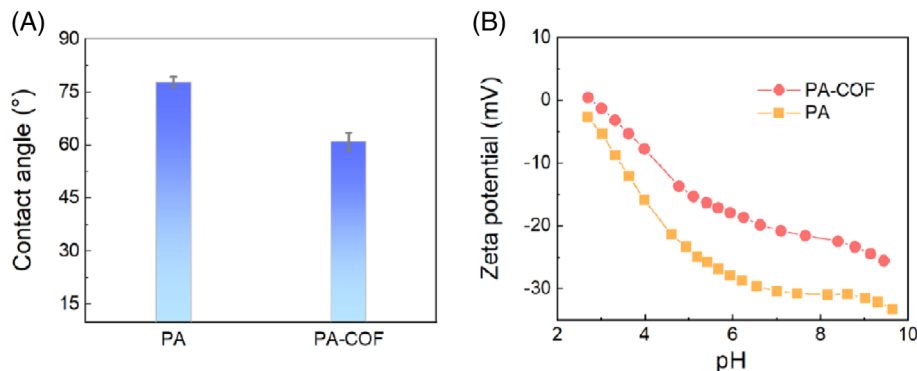 (A)
90
75
60
45
30
15
Contact angle (°)
PA
PA-COF
(B)
10
0
-10
-20
-30
Zeta potential (mV)
PA-COF
PA
2
4
6
8
10
pH